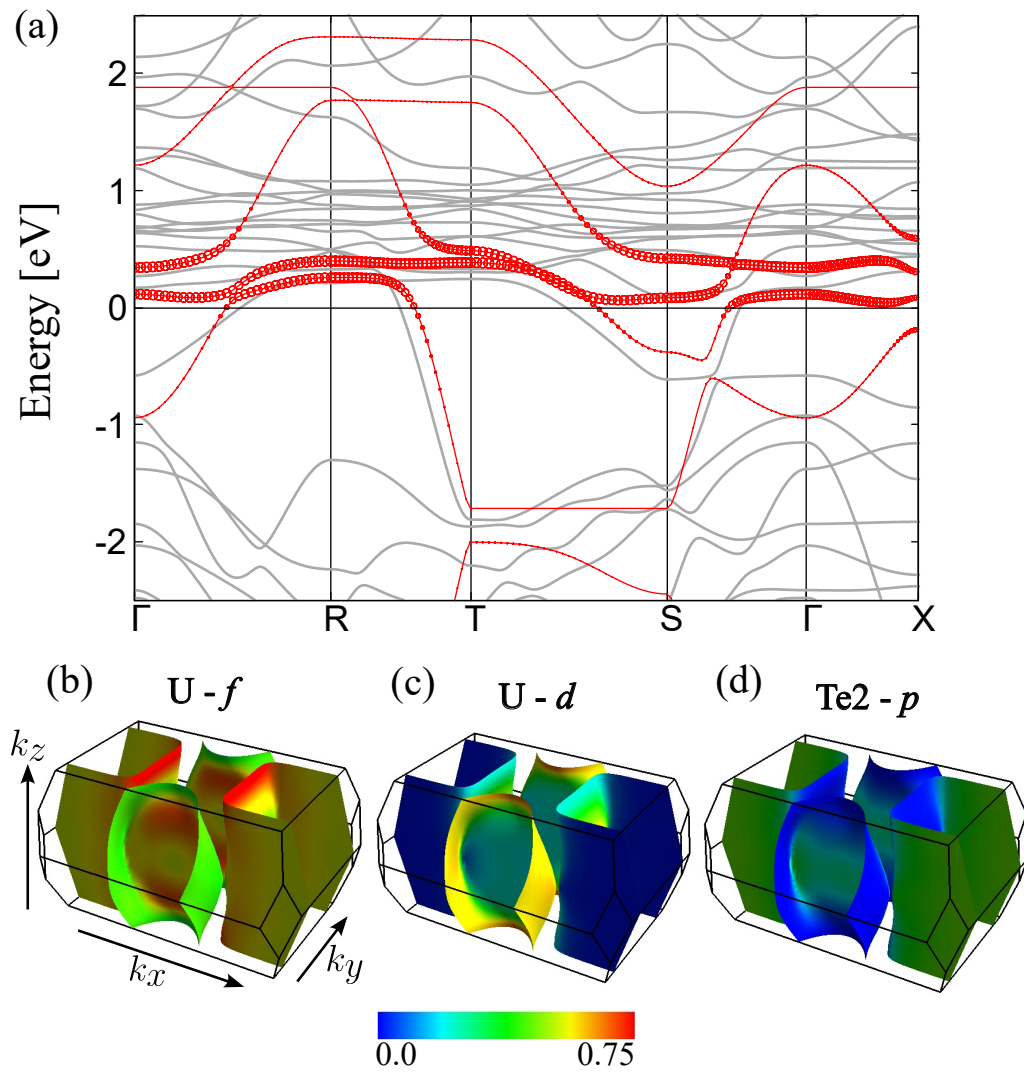 (a)
Energy [eV]
2
1
0
-1
-2
Γ R T S Γ X
(b) U - f
(c) U - d
(d) Te2 - p
kz
kx
ky
0.0 0.75